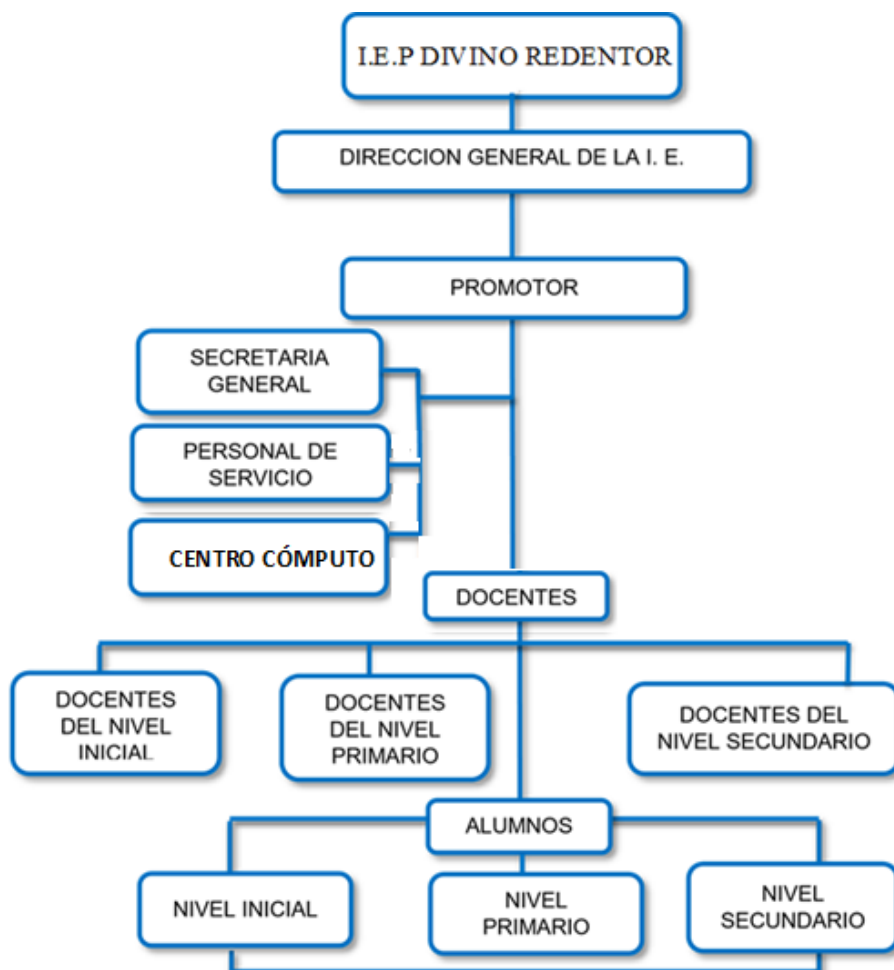 I.E.P DIVINO REDENTOR
DIRECCION GENERAL DE LA I. E.
PROMOTOR
SECRETARIA
GENERAL
PERSONAL DE
SERVICIO
CENTRO CÓMPUTO
DOCENTES
DOCENTES
DEL NIVEL
INICIAL
DOCENTES
DEL NIVEL
PRIMARIO
DOCENTES DEL
NIVEL SECUNDARIO
ALUMNOS
NIVEL INICIAL
NIVEL
PRIMARIO
NIVEL
SECUNDARIO